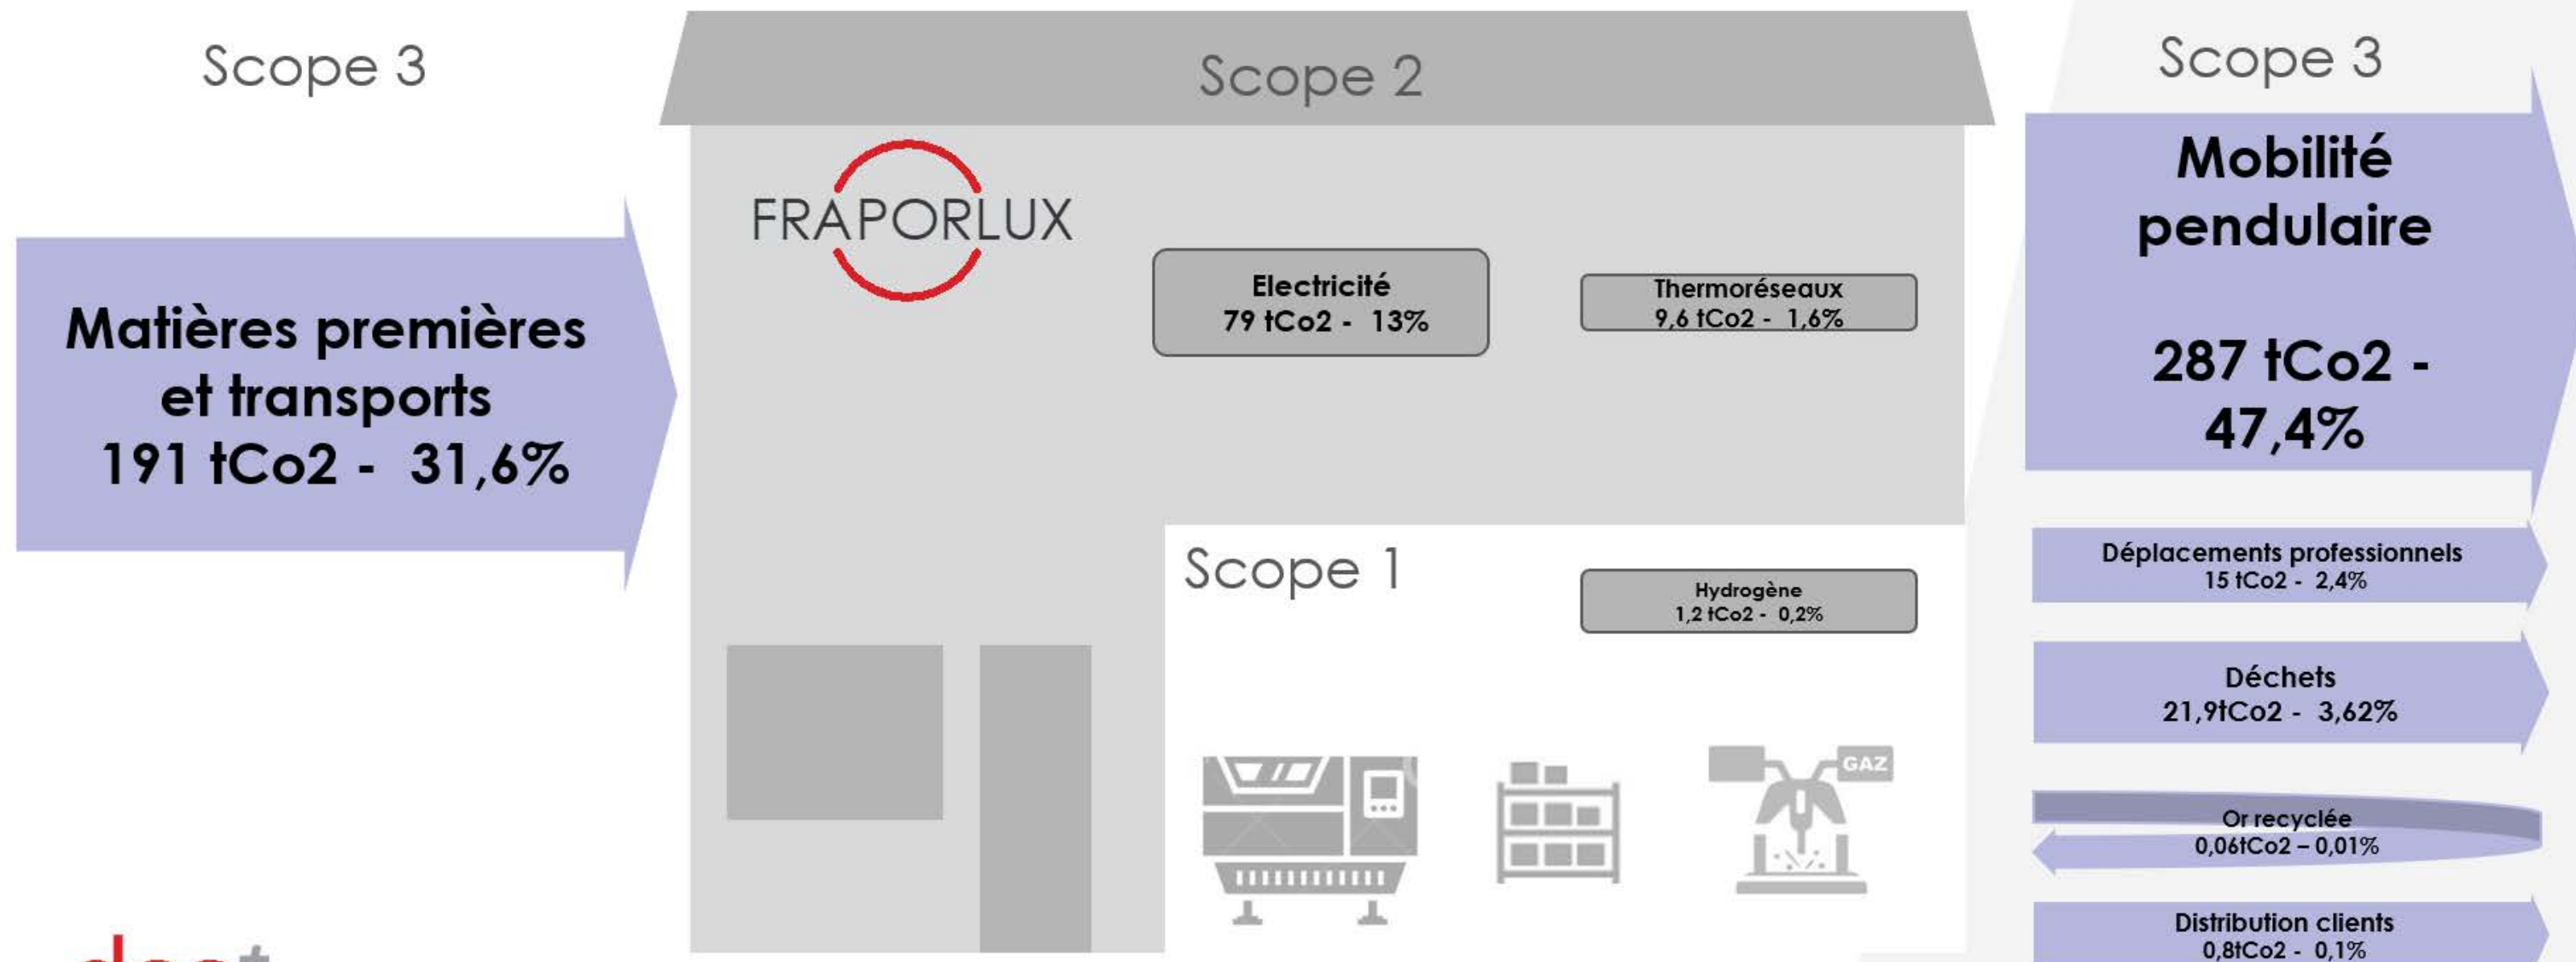 Scope 3
Matières premières
et transports
191 tCo2 - 31,6%
Scope 2
FRAPORLUX
Electricité
79 tCo2 - 13%
Thermoréseaux
9,6 tCo2 - 1,6%
Scope 1
Hydrogène
1,2 tCo2 - 0,2%
GAZ
Scope 3
Mobilité
pendulaire
287 tCo2 -
47,4%
Déplacements professionnels
15 tCo2 - 2,4%
Déchets
21,9tCo2 - 3,62%
Or recyclée
0,06tCo2 – 0,01%
Distribution clients
0,8tCo2 - 0,1%